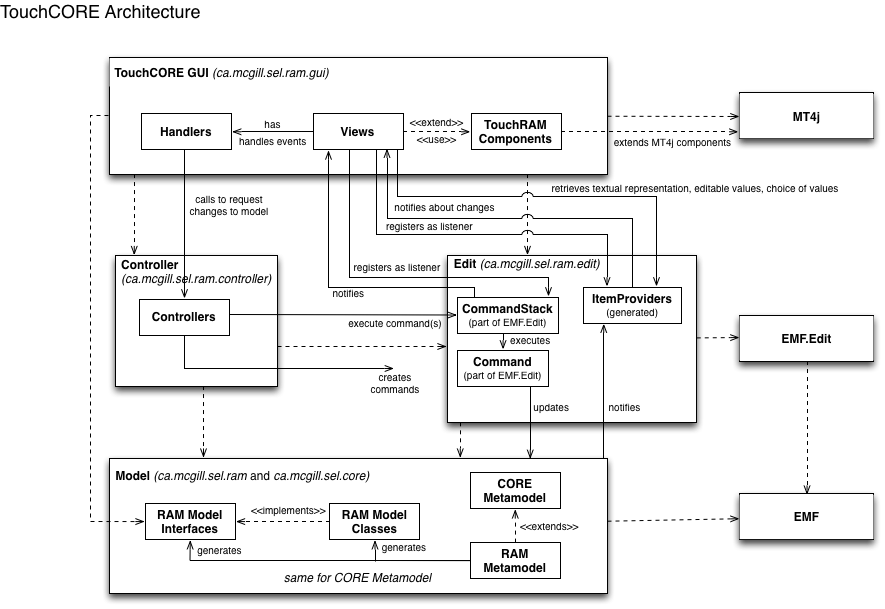 TouchCORE Architecture
TouchCORE GUI (ca.mcgill.sel.ram.gui)
MT4j
Handlers
has
handles events
Views
<<extend>>
<<use>>
TouchRAM
Components
extends MT4j components
calls to request
changes to model
retrieves textual representation, editable values, choice of values
notifies about changes
registers as listener
Controller
(ca.mcgill.sel.ram.controller)
registers as listener
notifies
Edit (ca.mcgill.sel.ram.edit)
Controllers
execute command(s)
CommandStack
(part of EMF.Edit)
ItemProviders
(generated)
executes
Command
(part of EMF.Edit)
EMF.Edit
creates
commands
updates
notifies
Model (ca.mcgill.sel.ram and ca.mcgill.sel.core)
CORE
Metamodel
RAM Model
Interfaces
<<implements>>
RAM Model
Classes
<<extends>>
EMF
generates
generates
RAM
Metamodel
same for CORE Metamodel